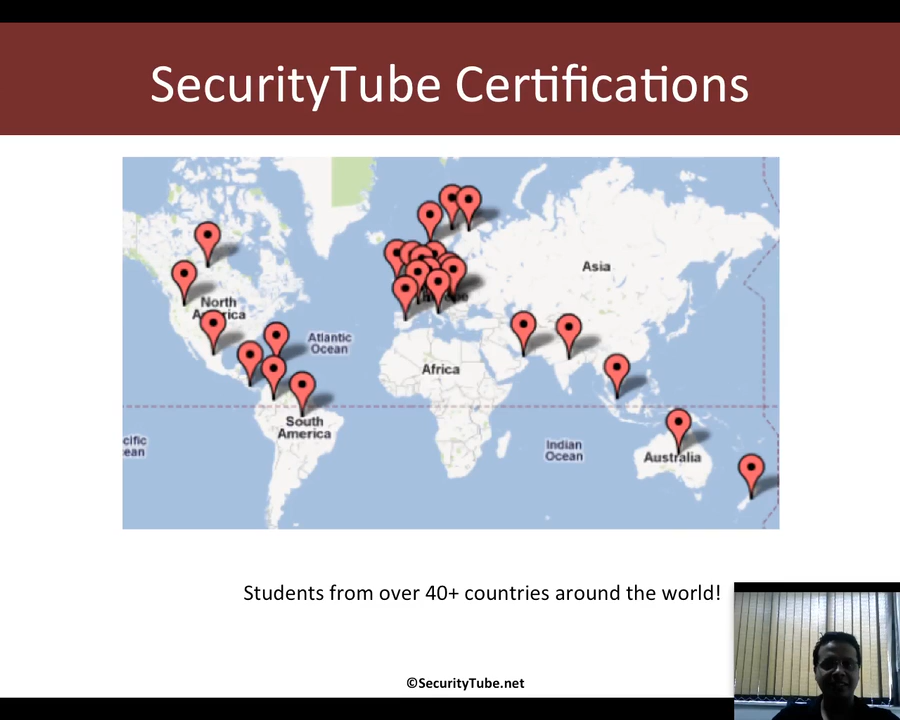 SecurityTube Certifications
Asia
North
America
Atlantic
Ocean
Africa
South
America
Indian
Ocean
Australia
cific
ean
Students from over 40+ countries around the world!
©SecurityTube.net